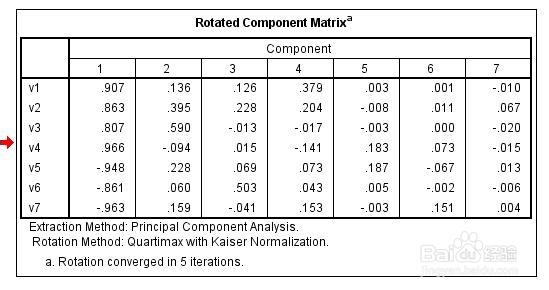 Rotated Component Matrixa
Component
1 2 3 4 5 6 7
v1 .907 .136 .126 .379 .003 .001 -.010
v2 .863 .395 .228 .204 -.008 .011 .067
v3 .807 .590 -.013 -.017 -.003 .000 -.020
v4 .966 -.094 .015 -.141 .183 .073 -.015
v5 -.948 .228 .069 .073 .187 -.067 .013
v6 -.861 .060 .503 .043 .005 -.002 -.006
v7 -.963 .159 -.041 .153 -.003 .151 .004
Extraction Method: Principal Component Analysis.
Rotation Method: Quartimax with Kaiser Normalization.
a. Rotation converged in 5 iterations.
Baidu 经验
jingyan.baidu.com